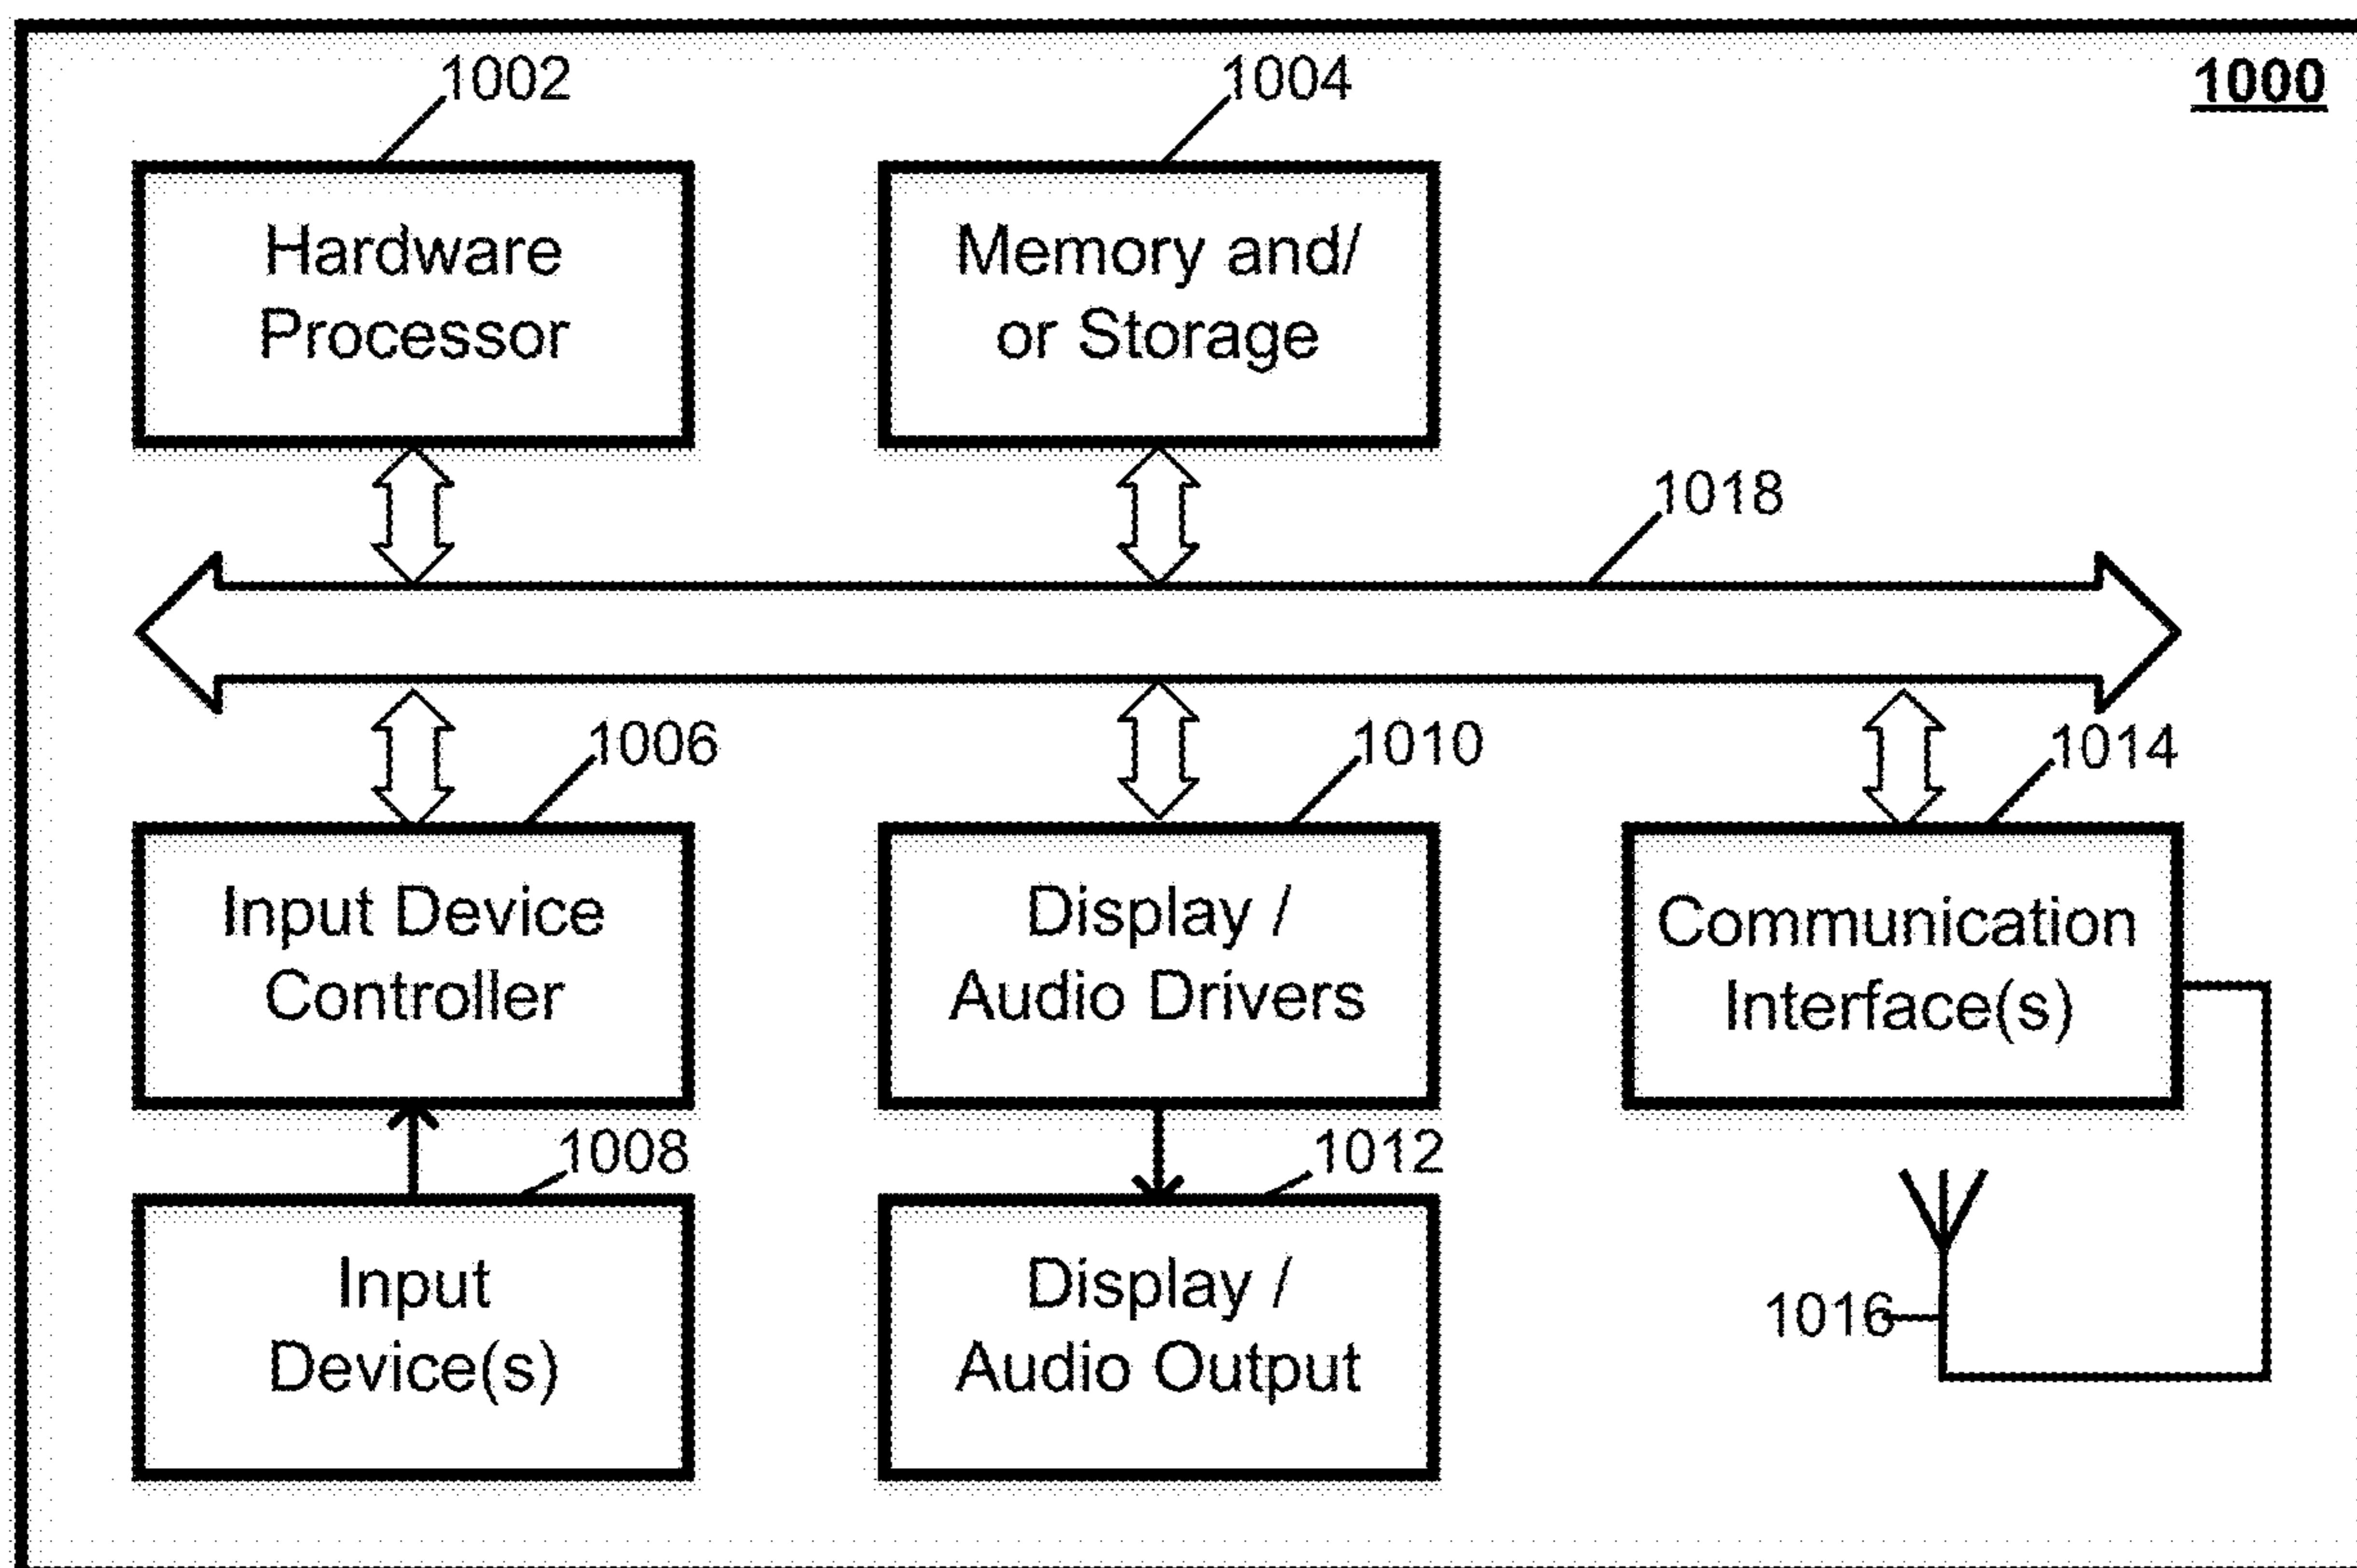 1002
1004
1000
Hardware
Processor
Memory and/
or Storage
1018
1006
1010
1014
Input Device
Controller
Display /
Audio Drivers
Communication
Interface(s)
1008
1012
Input
Device(s)
Display /
Audio Output
1016